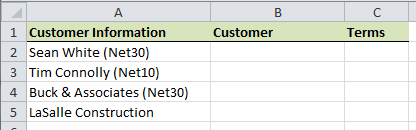 A B C
1 Customer Information Customer Terms
2 Sean White (Net30)
3 Tim Connolly (Net10)
4 Buck & Associates (Net30)
5 LaSalle Construction